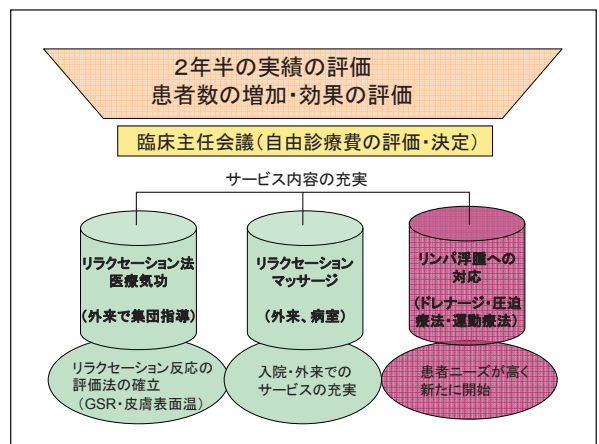 2年半の実績の評価
患者数の増加・効果の評価
臨床主任会議(自由診療費の評価・決定)
サービス内容の充実
リラクセーション法
医療気功
(外来で集団指導)
リラクセーション
マッサージ
(外来、病室)
リンパ浮腫への
対応
(ドレナージ・圧迫
療法・運動療法)
リラクセーション反応の
評価法の確立
(GSR・皮膚表面温)
入院・外来での
サービスの充実
患者ニーズが高く
新たに開始